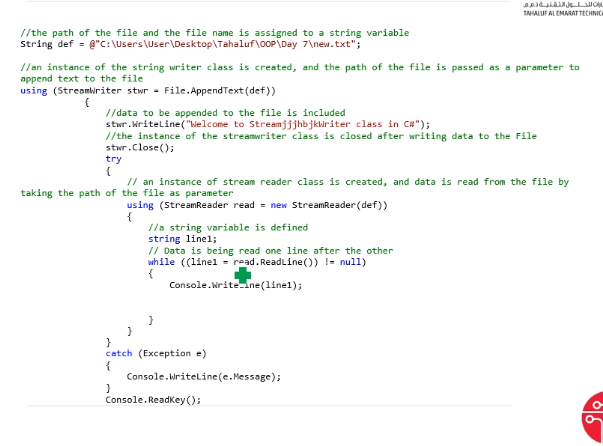 TAHALUF AL EMARAT TECHNICA
//the path of the file and the file name is assigned to a string variable
String def = @"C:\Users\User\Desktop\Tahaluf\OOP\Day 7\new.txt";
//an instance of the string writer class is created, and the path of the file is passed as a parameter to
append text to the file
using (StreamWriter stwr = File.AppendText(def))
{
//data to be appended to the file is included
stwr.WriteLine("Welcome to StreamjjjhbjkWriter class in C#");
//the instance of the streamwriter class is closed after writing data to the File
stwr.Close();
try
{
// an instance of stream reader class is created, and data is read from the file by
taking the path of the file as parameter
using (StreamReader read = new StreamReader(def))
{
//a string variable is defined
string line1;
// Data is being read one line after the other
while ((line1 = read.ReadLine()) != null)
{
Console.WriteLine(line1);
}
}
}
catch (Exception e)
{
Console.WriteLine(e.Message);
}
Console.ReadKey();